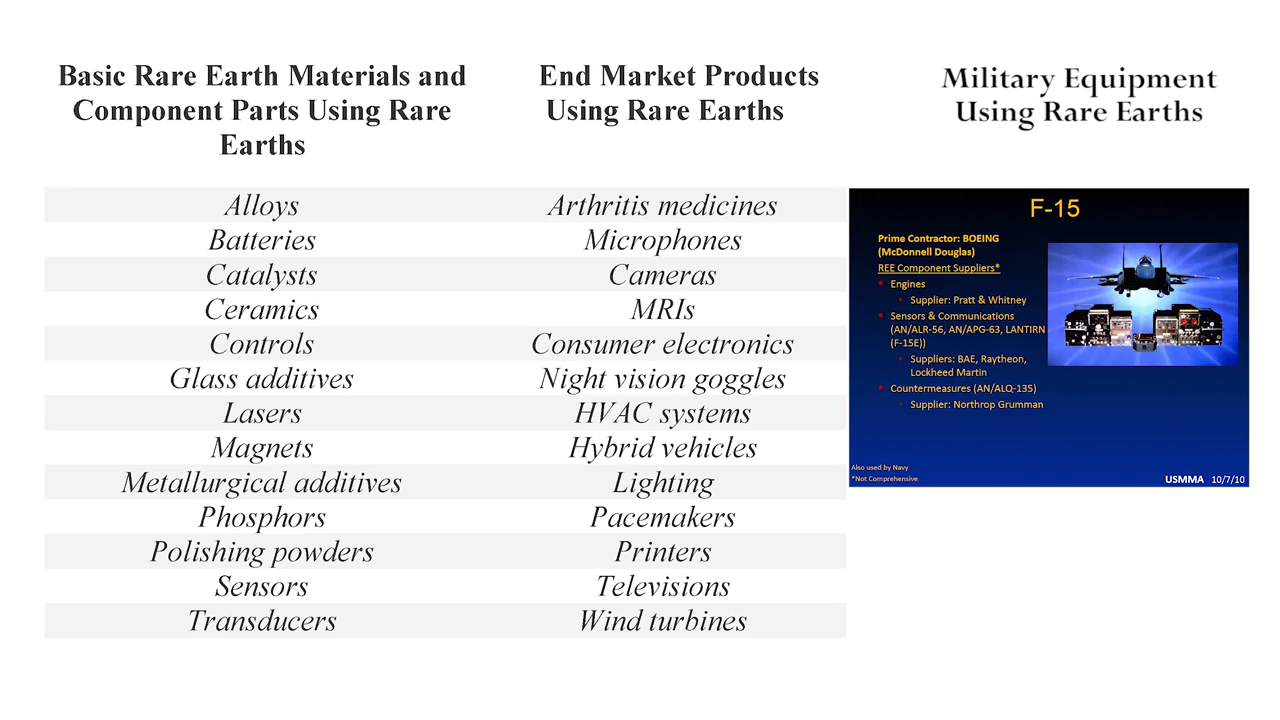 Basic Rare Earth Materials and
Component Parts Using Rare
Earths
End Market Products
Using Rare Earths
Military Equipment
Using Rare Earths
Alloys
Arthritis medicines
Batteries
Microphones
Catalysts
Cameras
Ceramics
MRIs
Controls
Consumer electronics
Glass additives
Night vision goggles
Lasers
HVAC systems
Magnets
Hybrid vehicles
Metallurgical additives
Lighting
Phosphors
Pacemakers
Polishing powders
Printers
Sensors
Televisions
Transducers
Wind turbines
F-15
Prime Contractor: BOEING
(McDonnell Douglas)
REE Component Suppliers*
• Engines
• Supplier: Pratt & Whitney
• Sensors & Communications
(AN/ALR-56, AN/APG-63, LANTIRN
(F-15E))
• Suppliers: BAE, Raytheon,
Lockheed Martin
• Countermeasures (AN/ALQ-135)
• Supplier: Northrop Grumman
Also used by Navy
*Not Comprehensive
USMMA 10/7/10